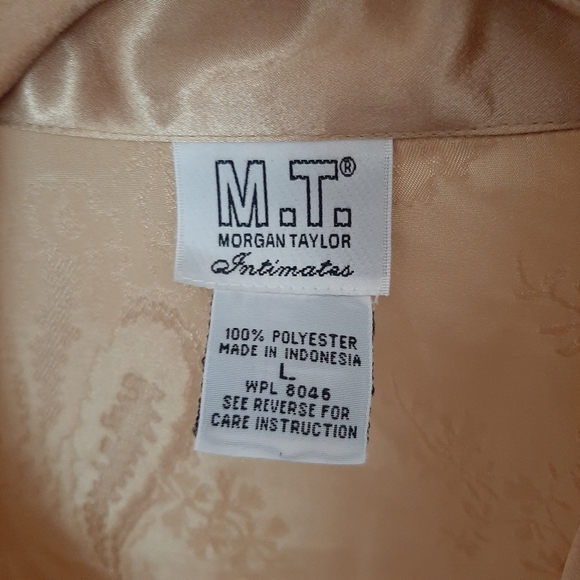 M.T.®
MORGAN TAYLOR
Intimates
100% POLYESTER
MADE IN INDONESIA
L
WPL 8046
SEE REVERSE FOR
CARE INSTRUCTION